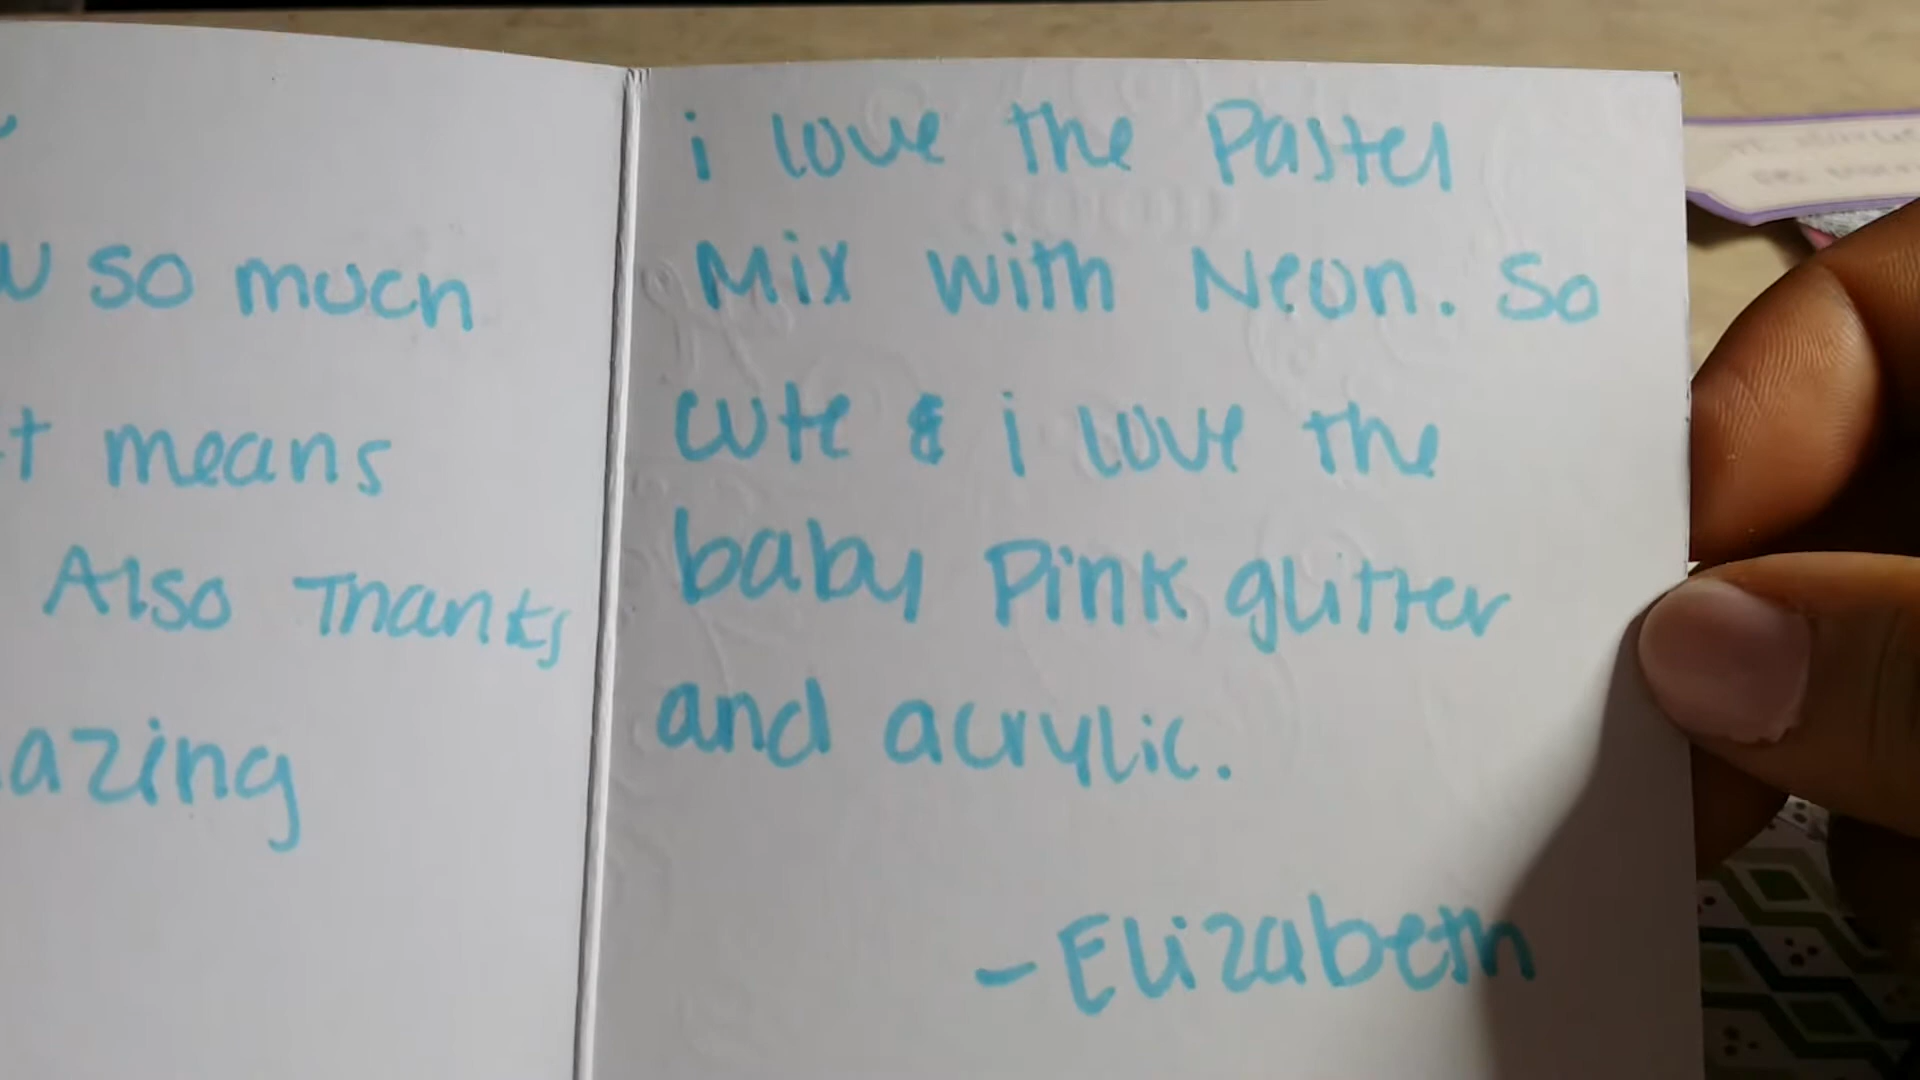 so much
means
Also Thanks
i love the Pastel
Mix with Neon. So
cute & i love the
baby Pink glitter
and acrylic.
-Elizabeth